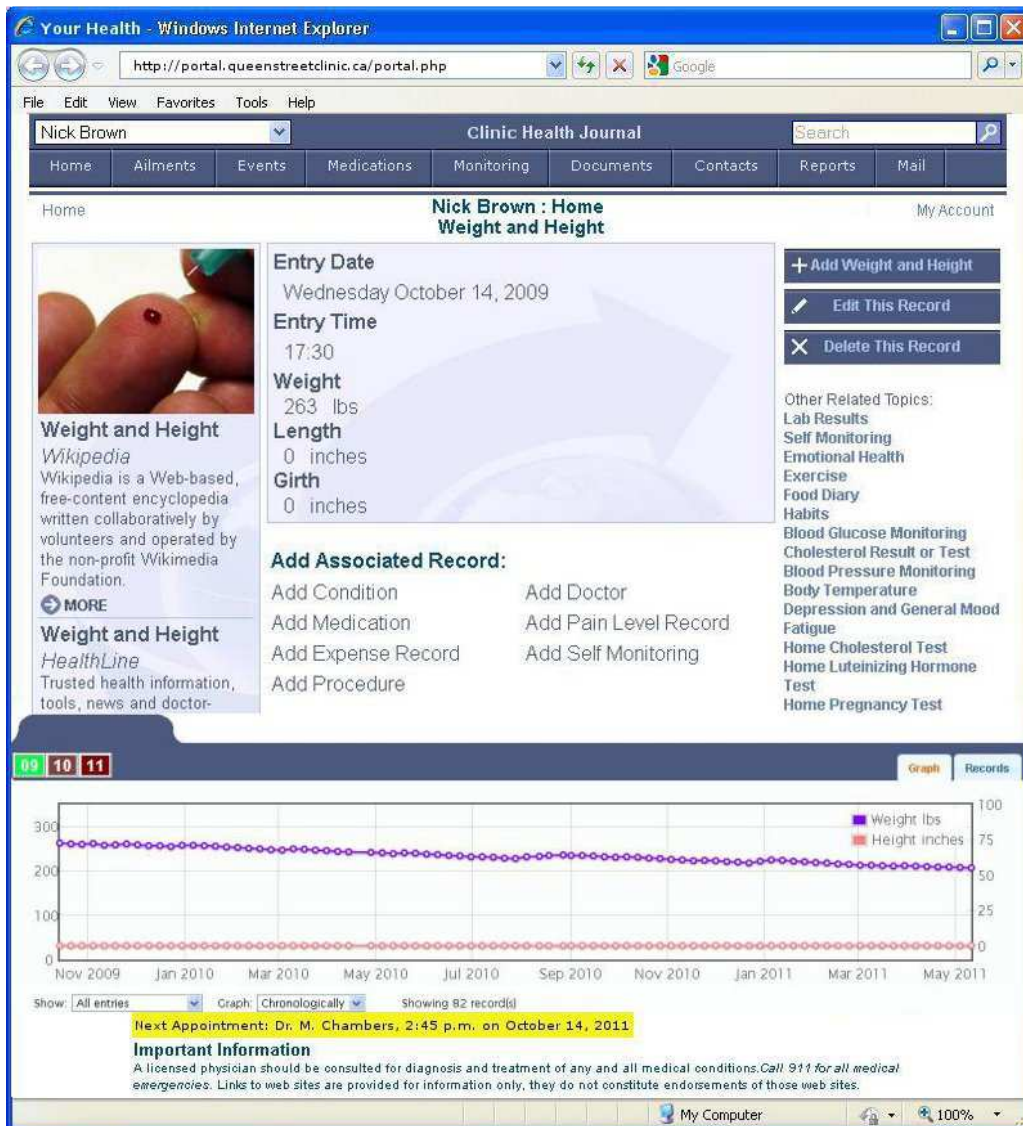 Your Health - Windows Internet Explorer
http://portal.queenstreetclinic.ca/portal.php
Google
File Edit View Favorites Tools Help
Nick Brown
Clinic Health Journal
Search
Home Ailments Events Medications Monitoring Documents Contacts Reports Mail
Home
Nick Brown : Home
My Account
Weight and Height
Entry Date
Wednesday October 14, 2009
Entry Time
17:30
Weight
263 lbs
Length
0 inches
Girth
0 inches
Add Associated Record:
Add Condition
Add Doctor
Add Medication
Add Pain Level Record
Add Expense Record
Add Self Monitoring
Add Procedure
Weight and Height
Wikipedia
Wikipedia is a Web-based,
free-content encyclopedia
written collaboratively by
volunteers and operated by
the non-profit Wikimedia
Foundation.
MORE
Weight and Height
HealthLine
Trusted health information,
tools, news and doctor-
Add Weight and Height
Edit This Record
Delete This Record
Other Related Topics:
Lab Results
Self Monitoring
Emotional Health
Exercise
Food Diary
Habits
Blood Glucose Monitoring
Cholesterol Result or Test
Blood Pressure Monitoring
Body Temperature
Depression and General Mood
Fatigue
Home Cholesterol Test
Home Luteinizing Hormone
Test
Home Pregnancy Test
09 10 11
Graph Records
300
200
100
0
100
75
50
25
0
Weight lbs
Height inches
Nov 2009 Jan 2010 Mar 2010 May 2010 Jul 2010 Sep 2010 Nov 2010 Jan 2011 Mar 2011 May 2011
Show: All entries Graph: Chronologically Showing 82 record(s)
Next Appointment: Dr. M. Chambers, 2:45 p.m. on October 14, 2011
Important Information
A licensed physician should be consulted for diagnosis and treatment of any and all medical conditions.Call 911 for all medical
emergencies. Links to web sites are provided for information only, they do not constitute endorsements of those web sites.
My Computer
100%